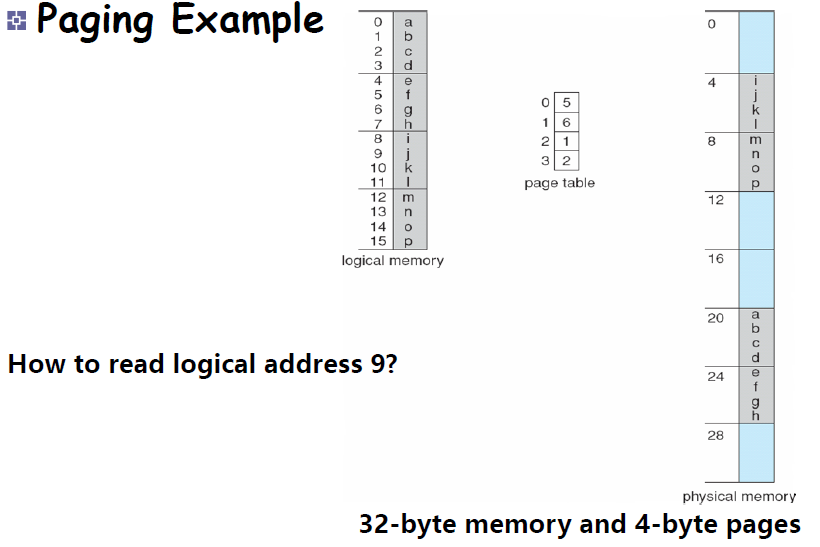 Paging Example
0 a
1 b
2 c
3 d
4 e
5 f
6 g
7 h
8 i
9 j
10 k
11 l
12 m
13 n
14 o
15 p
logical memory
0 5
1 6
2 1
3 2
page table
0
4 i
j
k
l
8 m
n
o
p
12
16
20 a
b
c
d
24 e
f
g
h
28
physical memory
How to read logical address 9?
32-byte memory and 4-byte pages